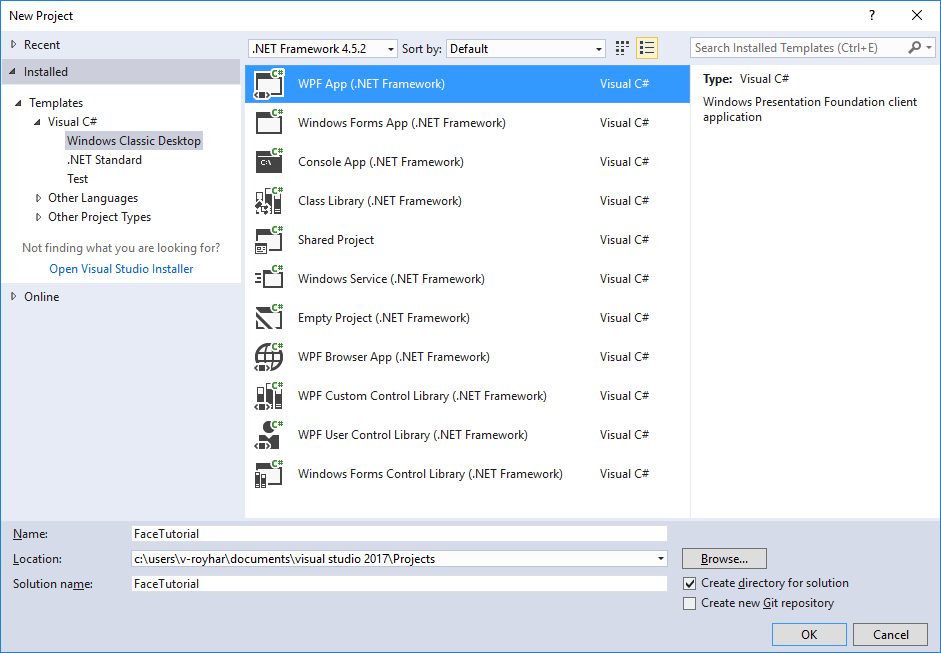 New Project
?
Recent
.NET Framework 4.5.2
Sort by:
Default
Search Installed Templates (Ctrl+E)
Installed
Templates
Visual C#
Windows Classic Desktop
.NET Standard
Test
Other Languages
Other Project Types
Not finding what you are looking for?
Open Visual Studio Installer
Online
C# WPF App (.NET Framework) Visual C#
C# Windows Forms App (.NET Framework) Visual C#
C# C:\ Console App (.NET Framework) Visual C#
C# Class Library (.NET Framework) Visual C#
C# Shared Project Visual C#
C# Windows Service (.NET Framework) Visual C#
C# Empty Project (.NET Framework) Visual C#
C# WPF Browser App (.NET Framework) Visual C#
C# WPF Custom Control Library (.NET Framework) Visual C#
C# WPF User Control Library (.NET Framework) Visual C#
C# Windows Forms Control Library (.NET Framework) Visual C#
Type: Visual C#
Windows Presentation Foundation client
application
Name: FaceTutorial
Location: c:\users\v-royhar\documents\visual studio 2017\Projects
Browse...
Solution name: FaceTutorial
Create directory for solution
Create new Git repository
OK
Cancel